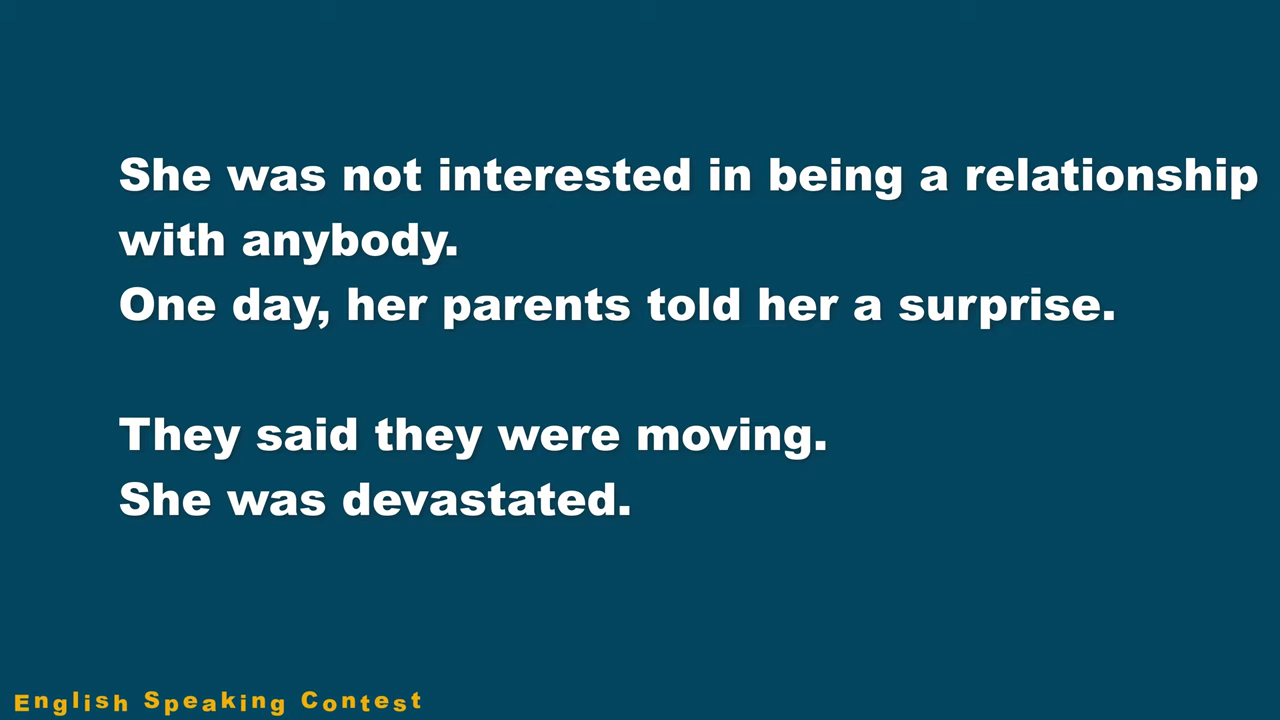 She was not interested in being a relationship
with anybody.
One day, her parents told her a surprise.
They said they were moving.
She was devastated.
English Speaking Contest